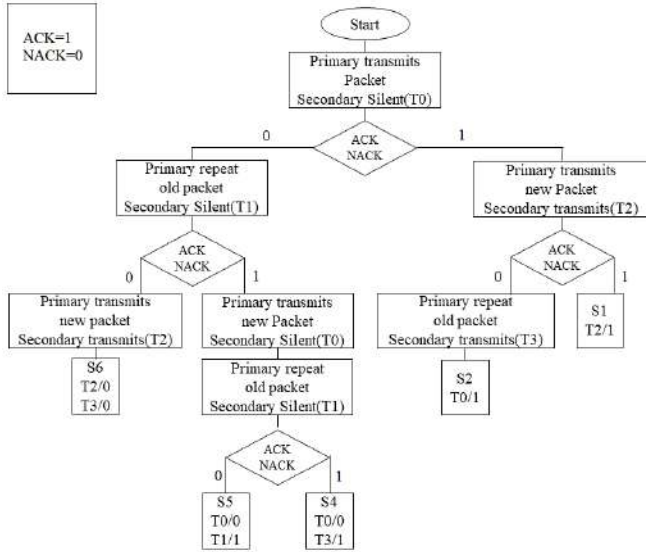 ACK=1
NACK=0
Start
Primary transmits
Packet
Secondary Silent(T0)
0
ACK
NACK
1
Primary repeat
old packet
Secondary Silent(T1)
Primary transmits
new Packet
Secondary transmits(T2)
0
ACK
NACK
1
0
ACK
NACK
1
Primary transmits
new packet
Secondary transmits(T2)
Primary transmits
new Packet
Secondary Silent(T0)
Primary repeat
old packet
Secondary transmits(T3)
S1
T2/1
S6
T2/0
T3/0
Primary repeat
old packet
Secondary Silent(T1)
S2
T0/1
0
ACK
NACK
1
S5
T0/0
T1/1
S4
T0/0
T3/1